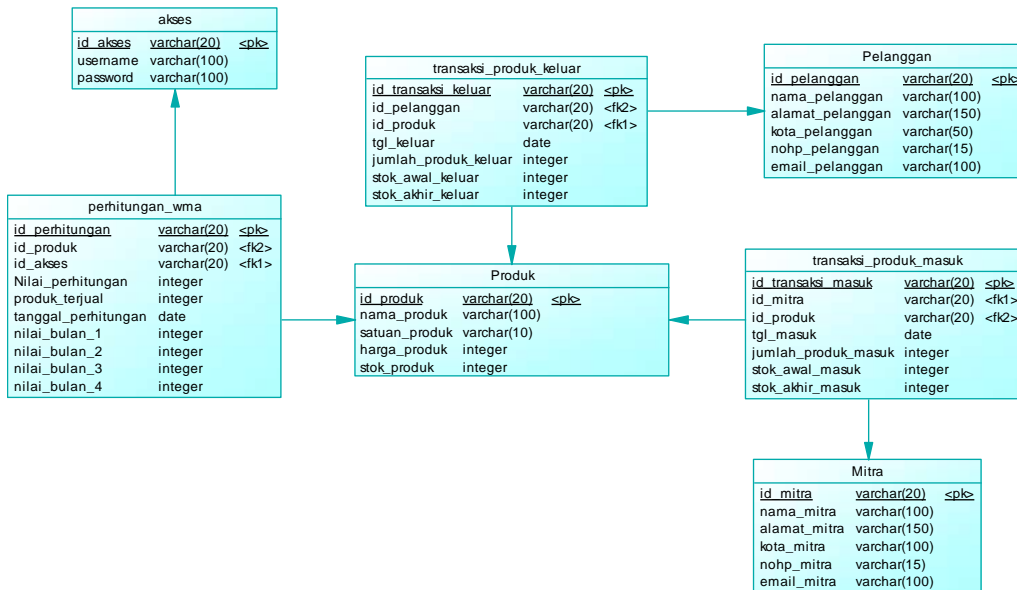 akses
id_akses varchar(20) <pk>
username varchar(100)
password varchar(100)
transaksi_produk_keluar
id_transaksi_keluar varchar(20) <pk>
id_pelanggan varchar(20) <fk2>
id_produk varchar(20) <fk1>
tgl_keluar date
jumlah_produk_keluar integer
stok_awal_keluar integer
stok_akhir_keluar integer
Pelanggan
id_pelanggan varchar(20) <pk>
nama_pelanggan varchar(100)
alamat_pelanggan varchar(150)
kota_pelanggan varchar(50)
nohp_pelanggan varchar(15)
email_pelanggan varchar(100)
perhitungan_wma
id_perhitungan varchar(20) <pk>
id_produk varchar(20) <fk2>
id_akses varchar(20) <fk1>
Nilai_perhitungan integer
produk_terjual integer
tanggal_perhitungan date
nilai_bulan_1 integer
nilai_bulan_2 integer
nilai_bulan_3 integer
nilai_bulan_4 integer
Produk
id_produk varchar(20) <pk>
nama_produk varchar(100)
satuan_produk varchar(10)
harga_produk integer
stok_produk integer
transaksi_produk_masuk
id_transaksi_masuk varchar(20) <pk>
id_mitra varchar(20) <fk1>
id_produk varchar(20) <fk2>
tgl_masuk date
jumlah_produk_masuk integer
stok_awal_masuk integer
stok_akhir_masuk integer
Mitra
id_mitra varchar(20) <pk>
nama_mitra varchar(100)
alamat_mitra varchar(150)
kota_mitra varchar(100)
nohp_mitra varchar(15)
email_mitra varchar(100)